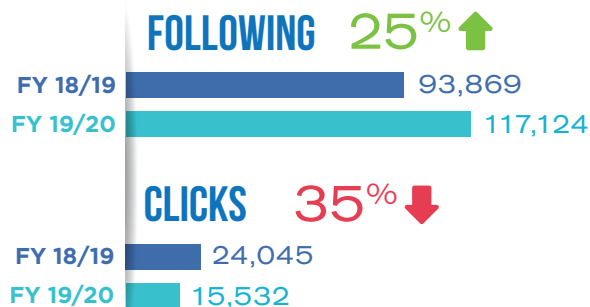 FOLLOWING 25%
FY 18/19 93,869
FY 19/20 117,124
CLICKS 35%
FY 18/19 24,045
FY 19/20 15,532